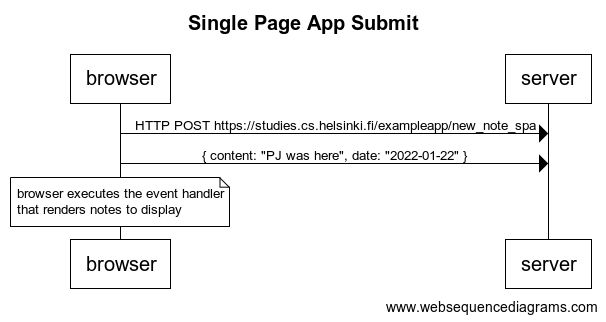 Single Page App Submit
browser
server
HTTP POST https://studies.cs.helsinki.fi/exampleapp/new_note_spa
{ content: "PJ was here", date: "2022-01-22" }
browser executes the event handler
that renders notes to display
browser
server
www.websequencediagrams.com